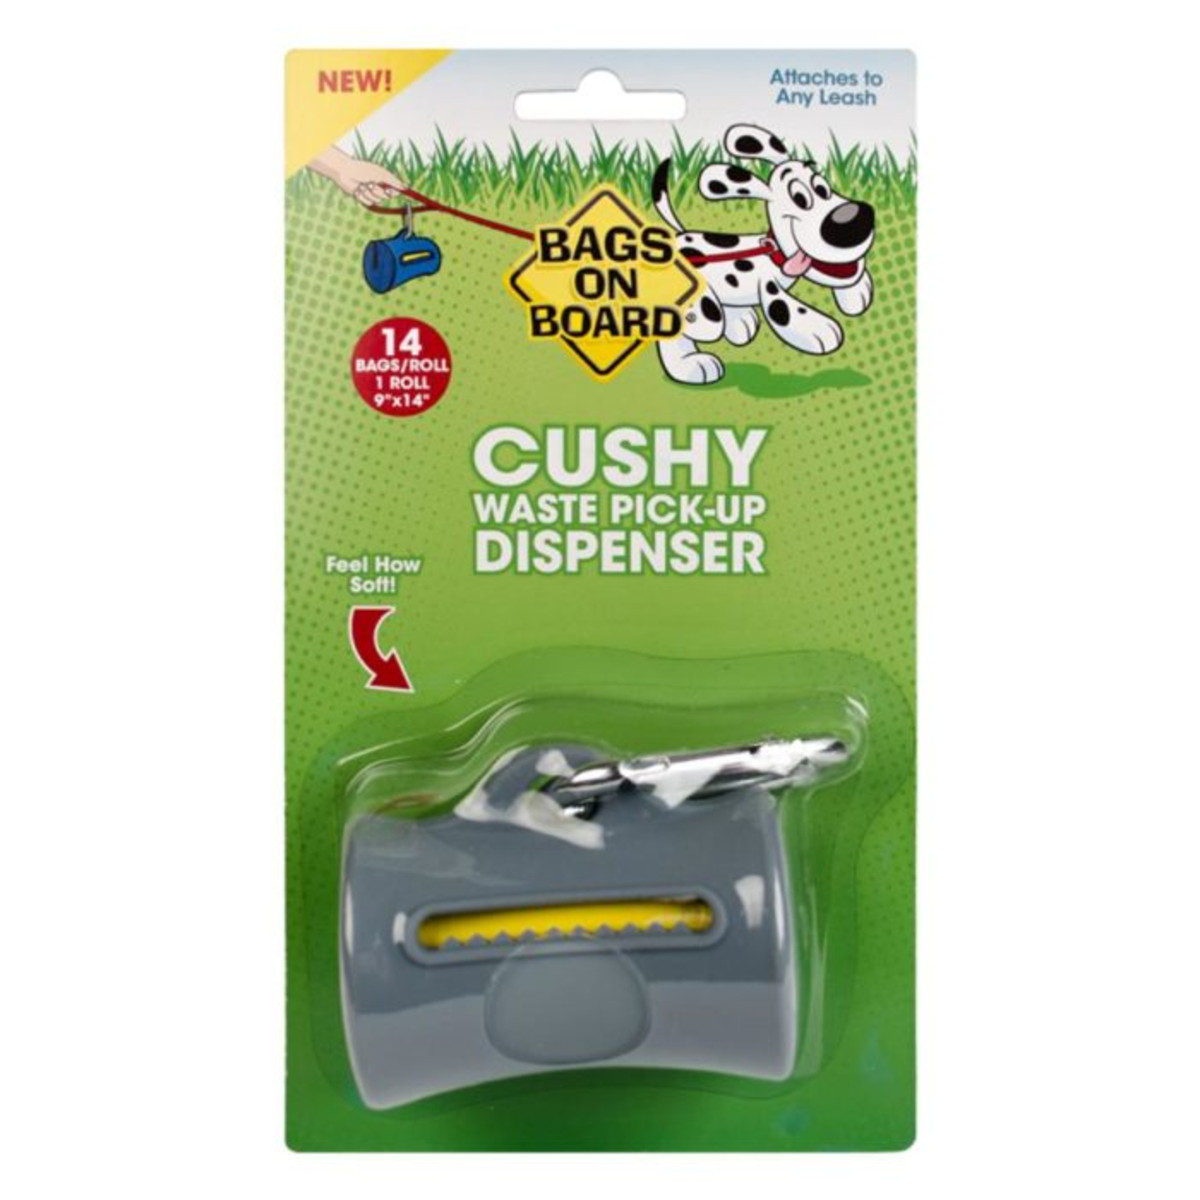 NEW!
Attaches to
Any Leash
BAGS
ON
BOARD®
14
BAGS/ROLL
1 ROLL
9"x14"
CUSHY
WASTE PICK-UP
DISPENSER
Feel How
Soft!